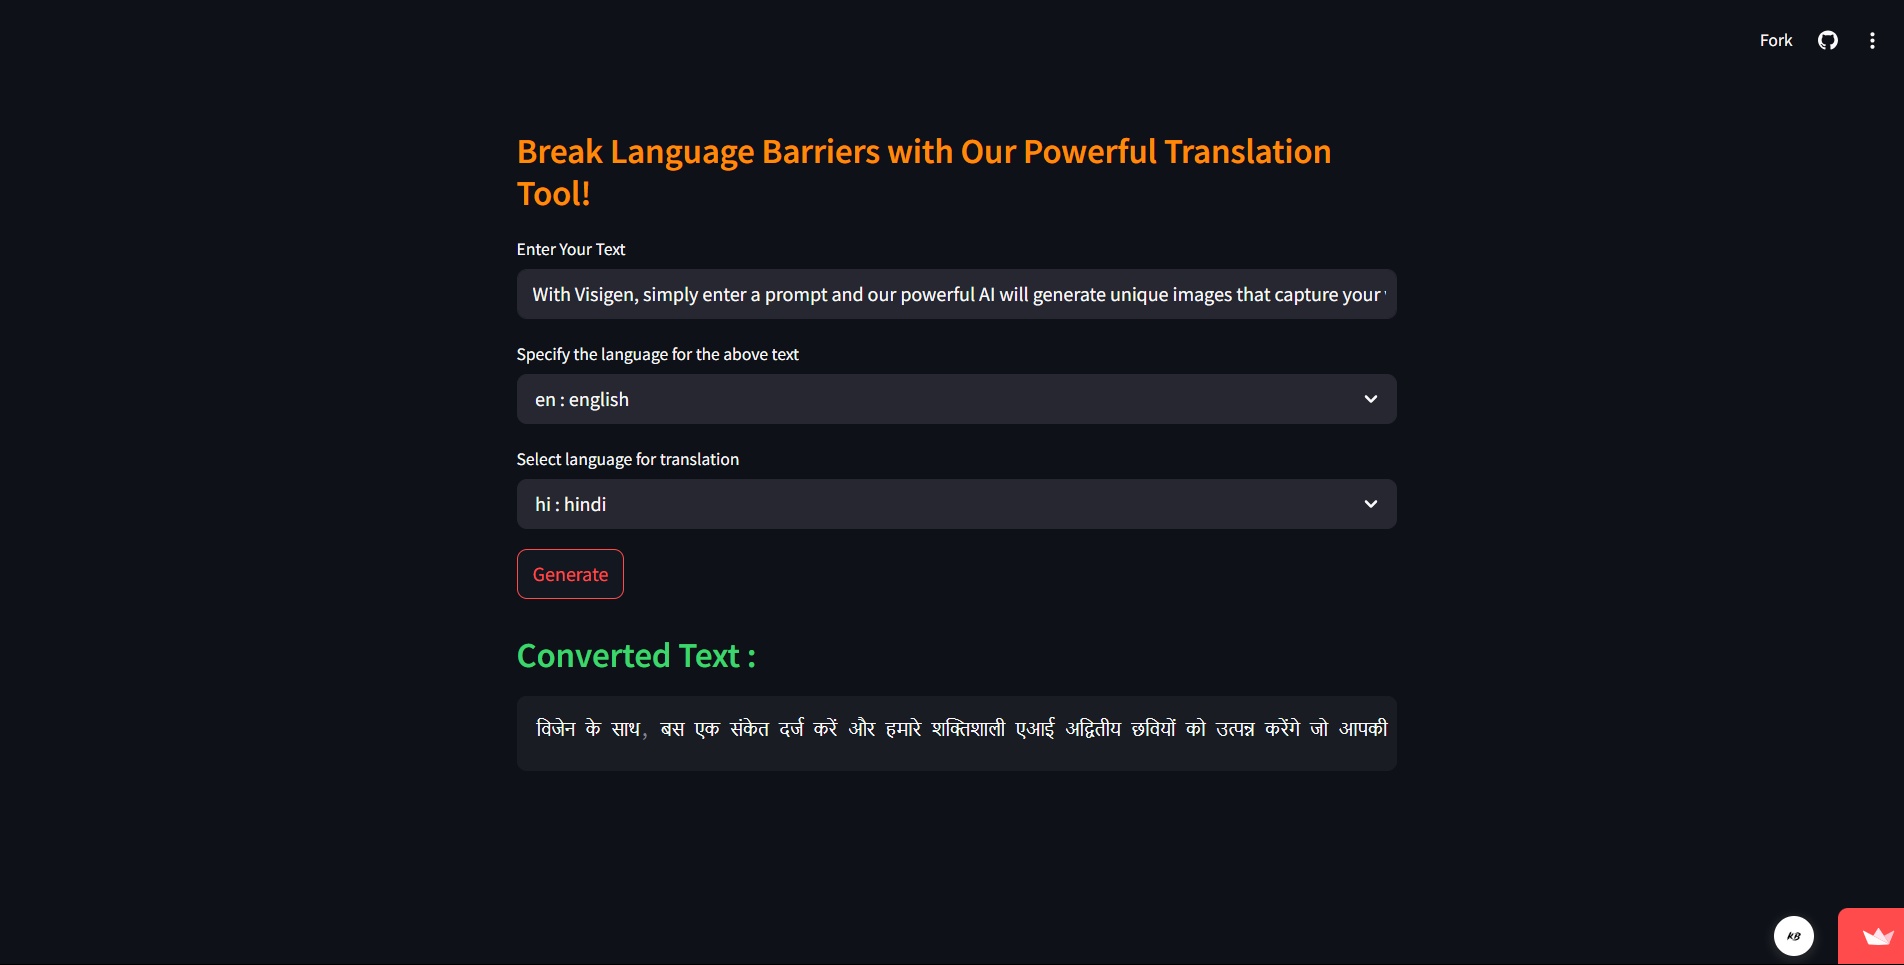 Fork
Break Language Barriers with Our Powerful Translation
Tool!
Enter Your Text
With Visigen, simply enter a prompt and our powerful AI will generate unique images that capture your
Specify the language for the above text
en : english
Select language for translation
hi : hindi
Generate
Converted Text :
विजेन के साथ, बस एक संकेत दर्ज करें और हमारे शक्तिशाली एआई अद्वितीय छवियों को उत्पन्न करेंगे जो आपकी
KB